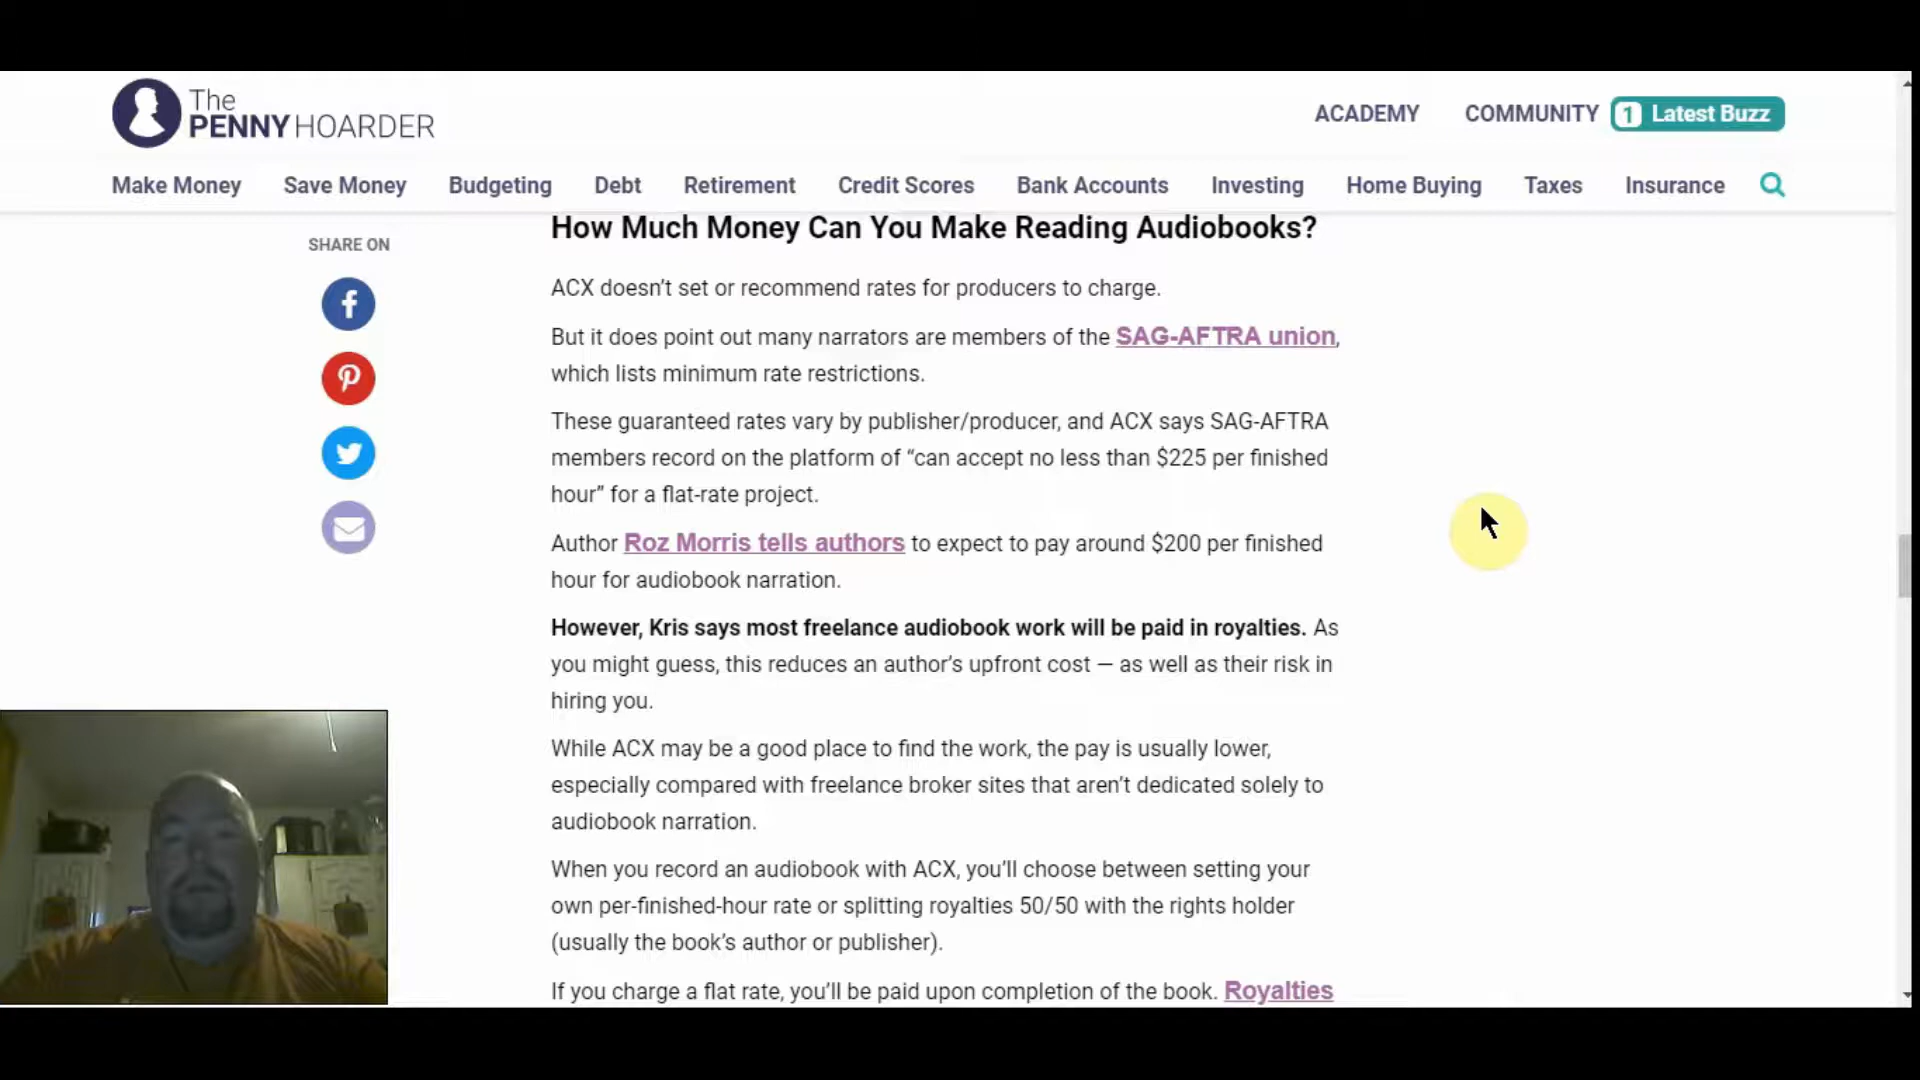 The
PENNYHOARDER
ACADEMY COMMUNITY 1 Latest Buzz
Make Money Save Money Budgeting Debt Retirement Credit Scores Bank Accounts Investing Home Buying Taxes Insurance
SHARE ON
How Much Money Can You Make Reading Audiobooks?
ACX doesn’t set or recommend rates for producers to charge.
But it does point out many narrators are members of the SAG-AFTRA union,
which lists minimum rate restrictions.
These guaranteed rates vary by publisher/producer, and ACX says SAG-AFTRA
members record on the platform of “can accept no less than $225 per finished
hour” for a flat-rate project.
Author Roz Morris tells authors to expect to pay around $200 per finished
hour for audiobook narration.
However, Kris says most freelance audiobook work will be paid in royalties. As
you might guess, this reduces an author’s upfront cost — as well as their risk in
hiring you.
While ACX may be a good place to find the work, the pay is usually lower,
especially compared with freelance broker sites that aren’t dedicated solely to
audiobook narration.
When you record an audiobook with ACX, you’ll choose between setting your
own per-finished-hour rate or splitting royalties 50/50 with the rights holder
(usually the book’s author or publisher).
If you charge a flat rate, you’ll be paid upon completion of the book. Royalties